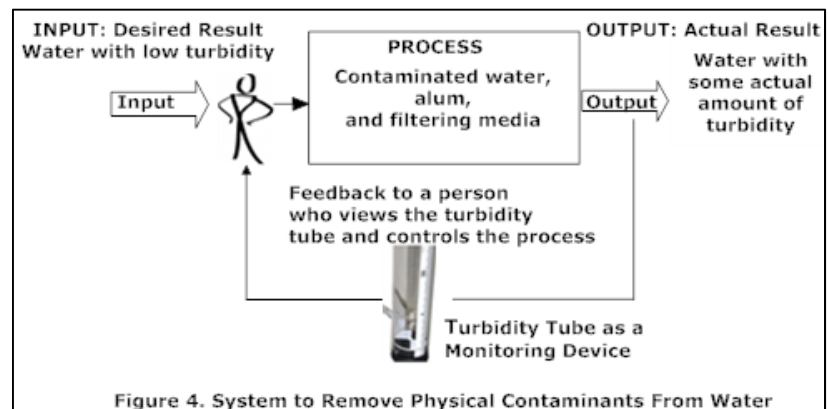 INPUT: Desired Result
Water with low turbidity
Input
PROCESS
Contaminated water,
alum,
and filtering media
OUTPUT: Actual Result
Output
Water with
some actual
amount of
turbidity
Feedback to a person
who views the turbidity
tube and controls the process
Turbidity Tube as a
Monitoring Device
Figure 4. System to Remove Physical Contaminants From Water